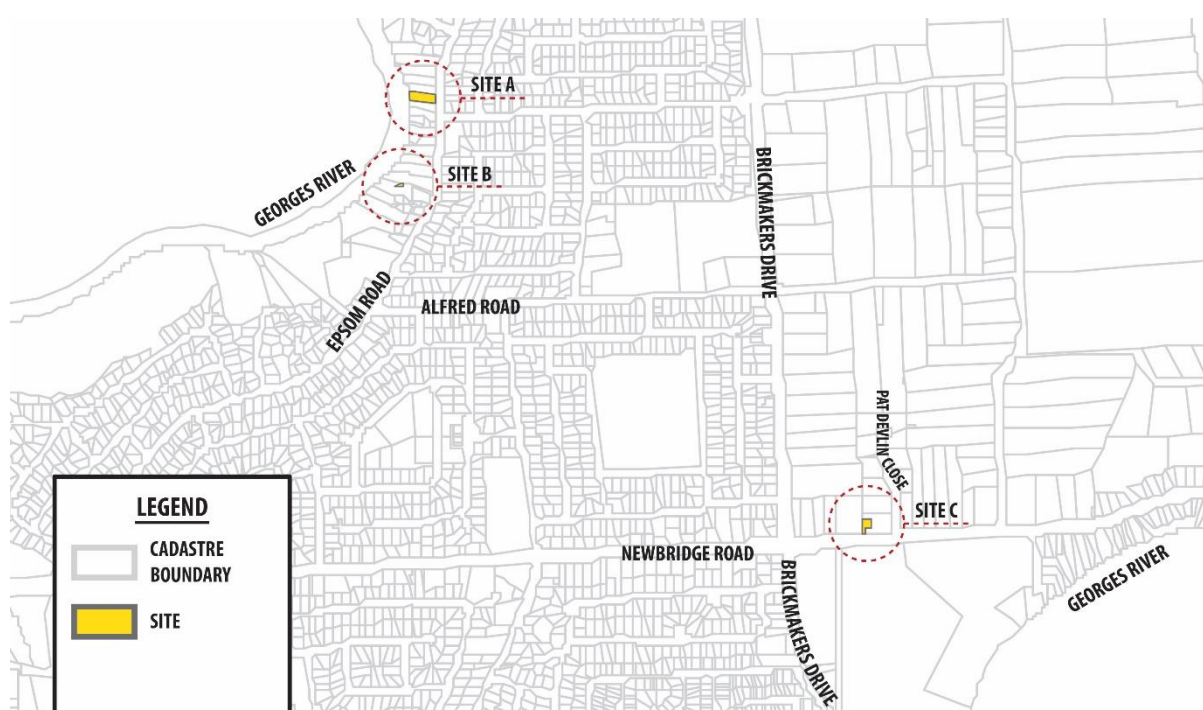 SITE A
SITE B
GEORGES RIVER
BRICKMAKERS DRIVE
EPSOM ROAD
ALFRED ROAD
PAT DEVLIN CLOSE
SITE C
NEWBRIDGE ROAD
BRICKMAKERS DRIVE
GEORGES RIVER
LEGEND
CADASTRE
BOUNDARY
SITE